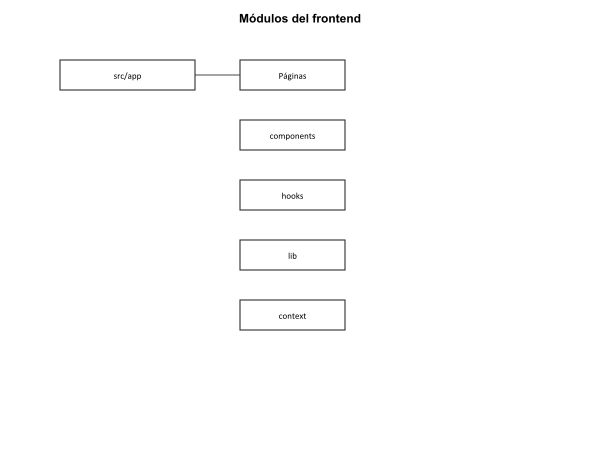 Módulos del frontend
src/app
Páginas
components
hooks
lib
context